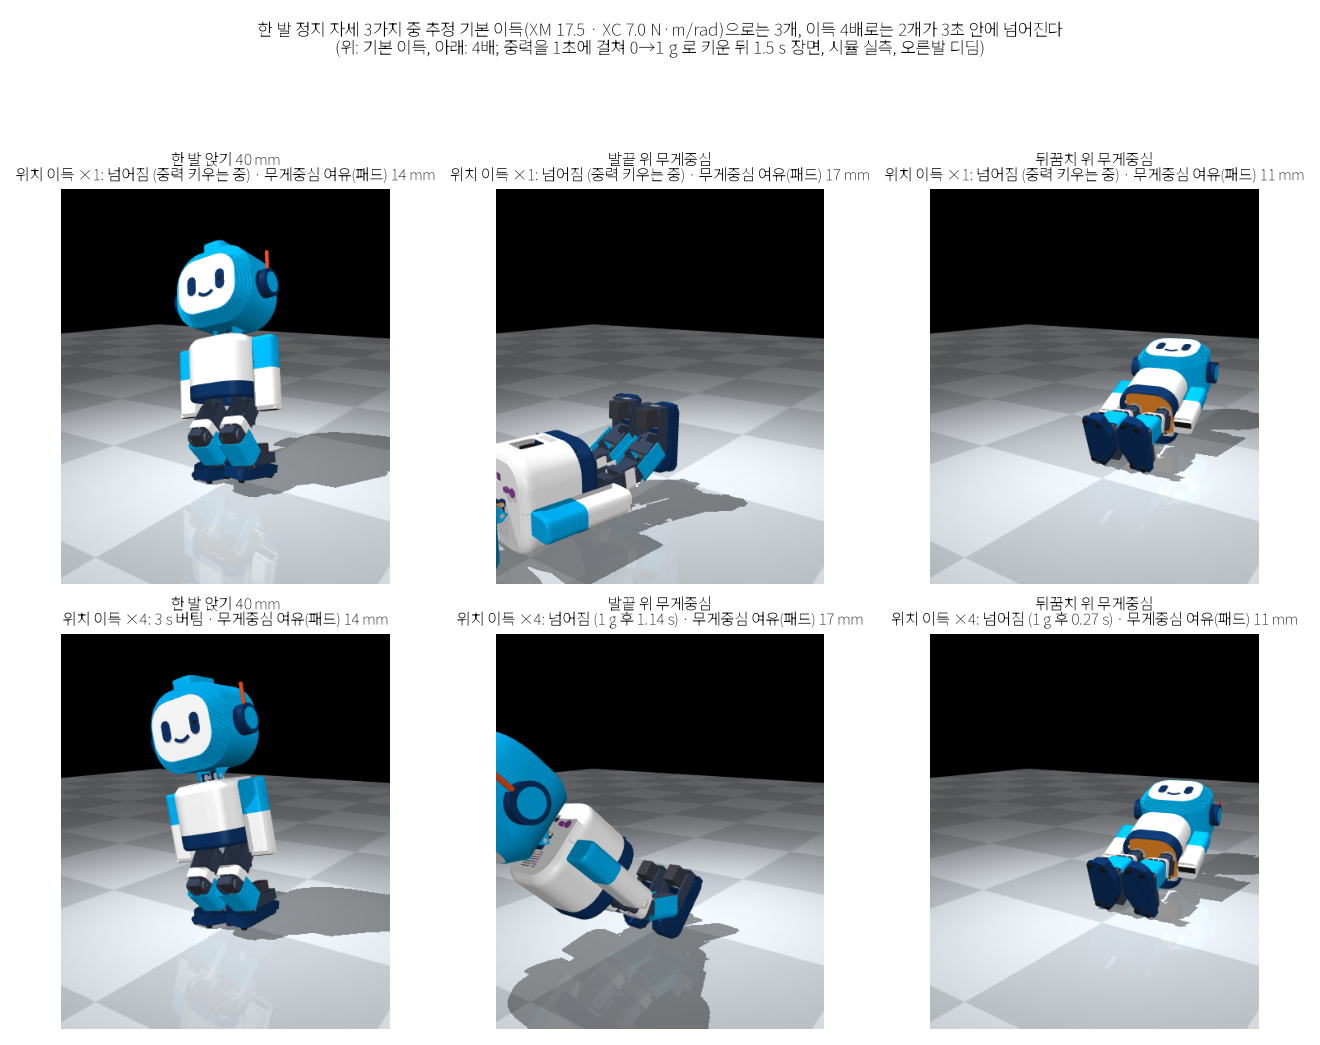 한 발 정지 자세 3가지 중 추정 기본 이득(XM 17.5 · XC 7.0 N·m/rad)으로는 3개, 이득 4배로는 2개가 3초 안에 넘어진다
(위: 기본 이득, 아래: 4배; 중력을 1초에 걸쳐 0→1 g 로 키운 뒤 1.5 s 장면, 시뮬 실측, 오른발 디딤)
한 발 앉기 40 mm
위치 이득 ×1: 넘어짐 (중력 키우는 중) · 무게중심 여유(패드) 14 mm
발끝 위 무게중심
위치 이득 ×1: 넘어짐 (중력 키우는 중) · 무게중심 여유(패드) 17 mm
뒤꿈치 위 무게중심
위치 이득 ×1: 넘어짐 (중력 키우는 중) · 무게중심 여유(패드) 11 mm
한 발 앉기 40 mm
위치 이득 ×4: 3 s 버팀 · 무게중심 여유(패드) 14 mm
발끝 위 무게중심
위치 이득 ×4: 넘어짐 (1 g 후 1.14 s) · 무게중심 여유(패드) 17 mm
뒤꿈치 위 무게중심
위치 이득 ×4: 넘어짐 (1 g 후 0.27 s) · 무게중심 여유(패드) 11 mm